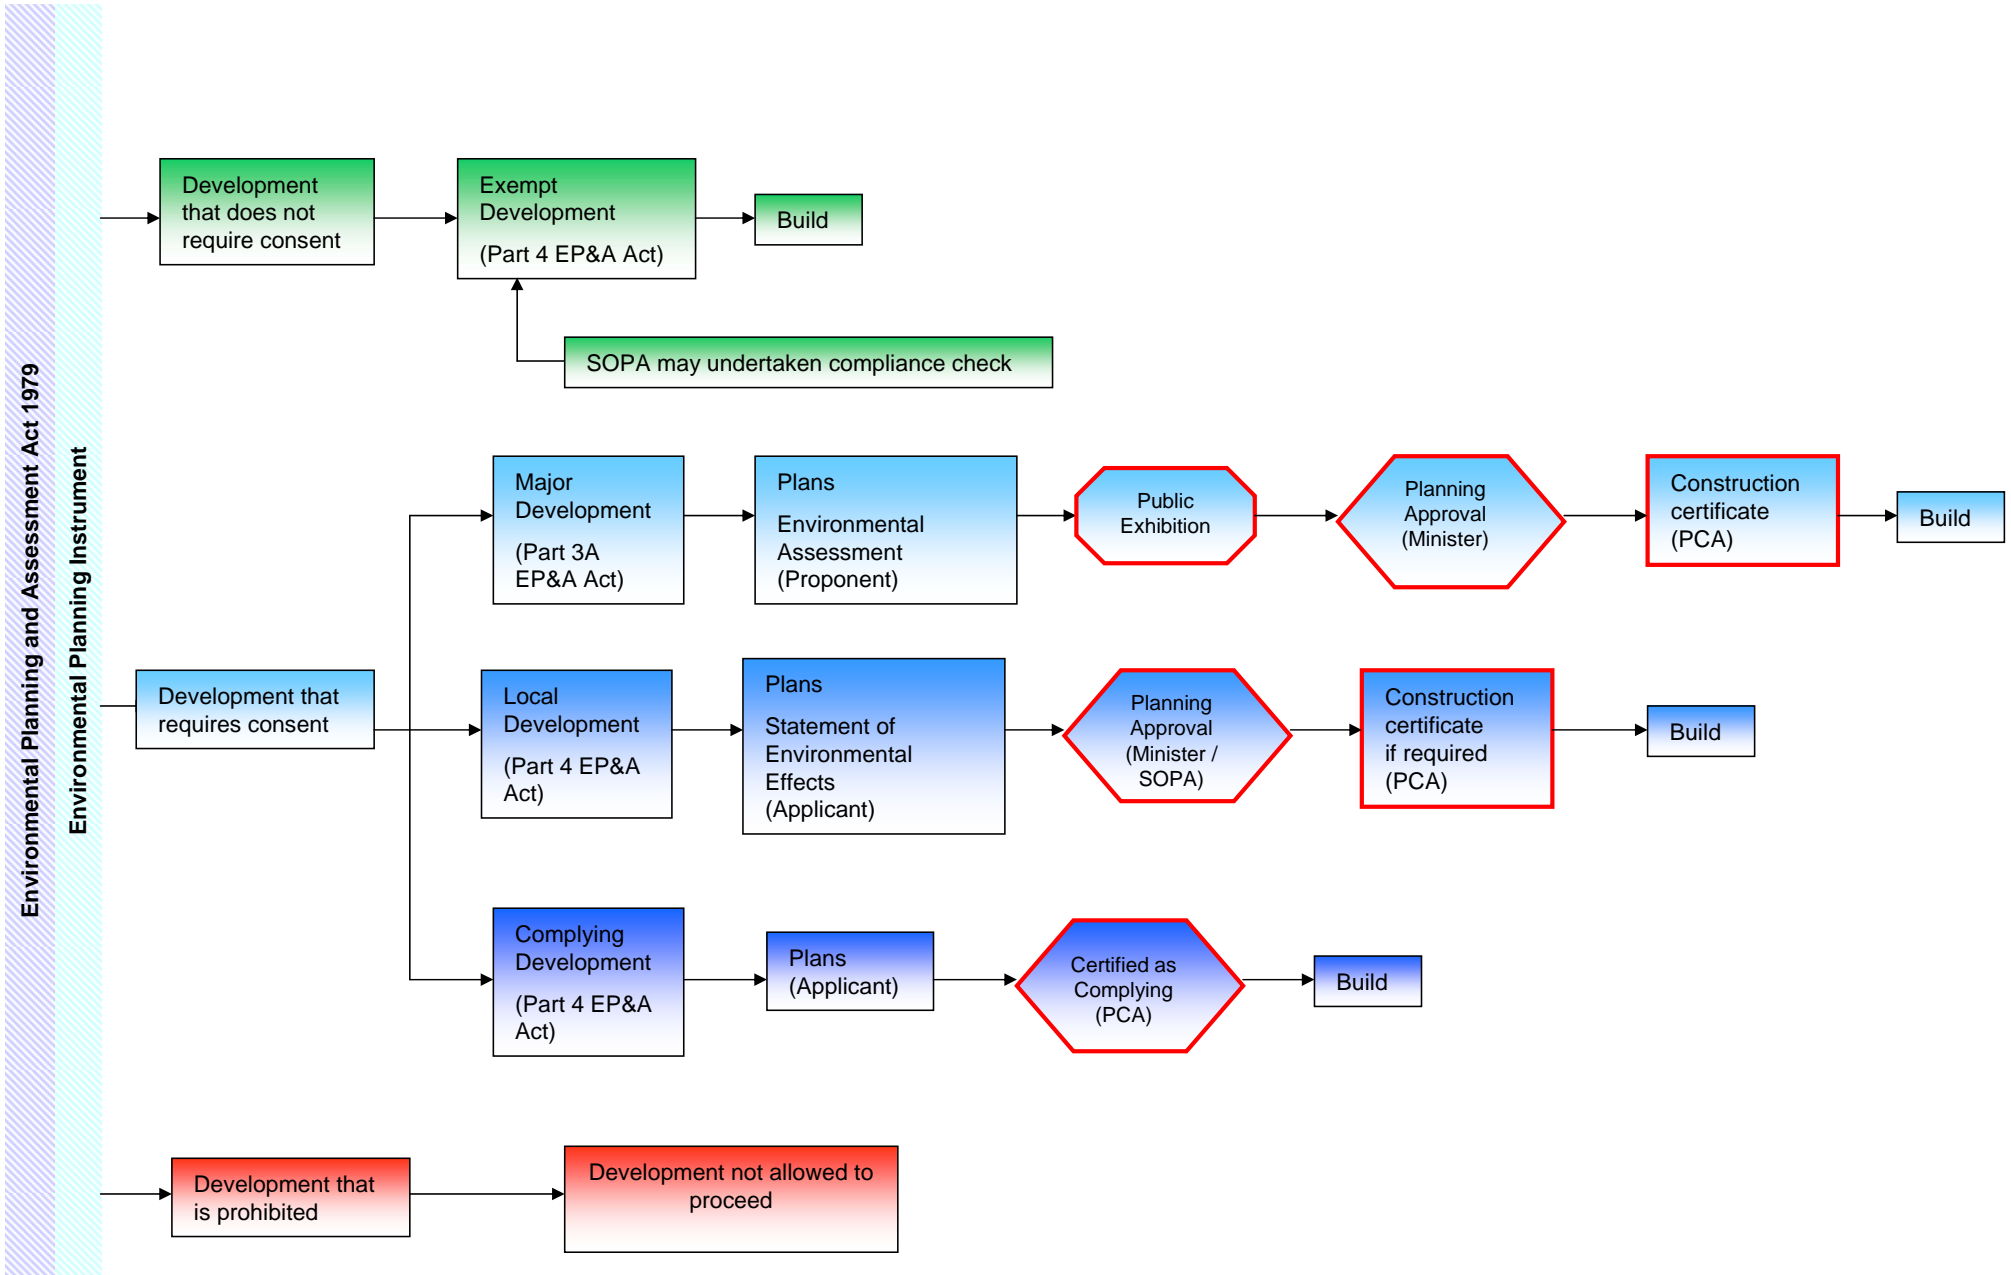 Environmental Planning and Assessment Act 1979
Environmental Planning Instrument
Development
that does not
require consent
Exempt
Development
(Part 4 EP&A Act)
Build
SOPA may undertaken compliance check
Development that
requires consent
Major
Development
(Part 3A
EP&A Act)
Plans
Environmental
Assessment
(Proponent)
Public
Exhibition
Planning
Approval
(Minister)
Construction
certificate
(PCA)
Build
Local
Development
(Part 4 EP&A
Act)
Plans
Statement of
Environmental
Effects
(Applicant)
Planning
Approval
(Minister /
SOPA)
Construction
certificate
if required
(PCA)
Build
Complying
Development
(Part 4 EP&A
Act)
Plans
(Applicant)
Certified as
Complying
(PCA)
Build
Development that
is prohibited
Development not allowed to
proceed